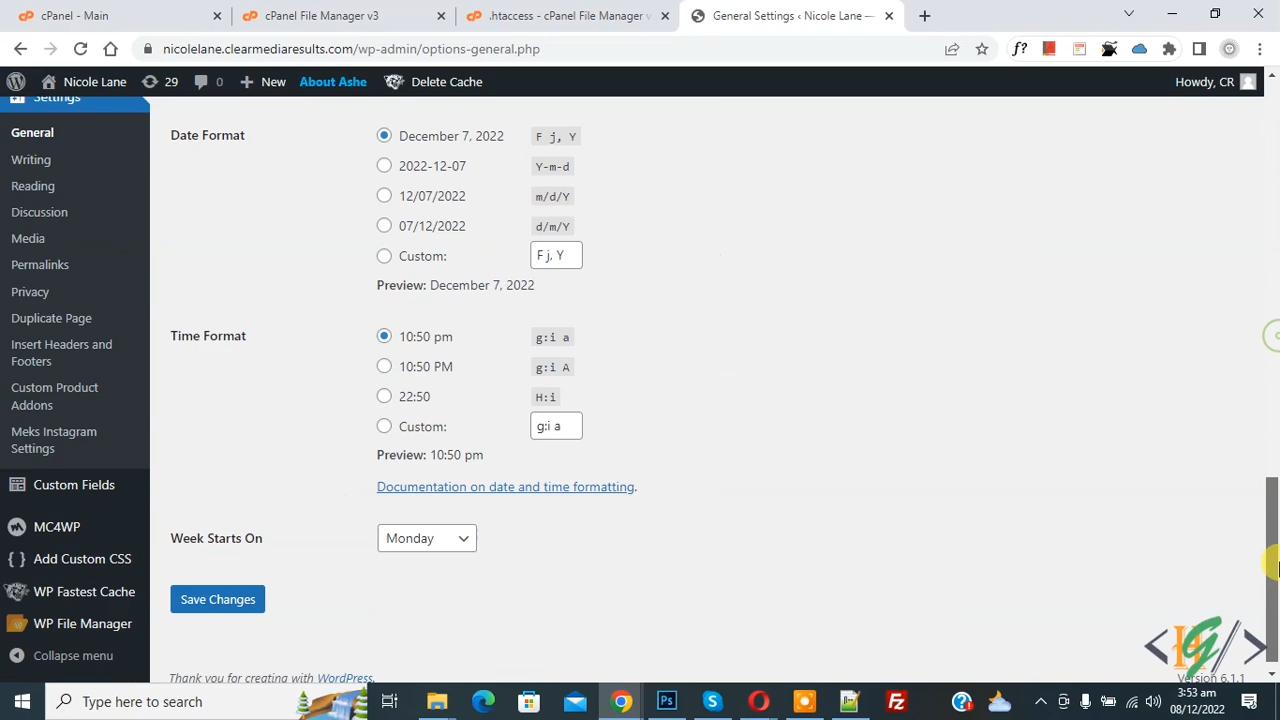 cPanel - Main
cPanel File Manager v3
.htaccess - cPanel File Manager v
General Settings ‹ Nicole Lane —
nicolelane.clearmediaresults.com/wp-admin/options-general.php
f?
Nicole Lane
29
0
New
About Ashe
Delete Cache
Howdy, CR
Settings
General
Writing
Reading
Discussion
Media
Permalinks
Privacy
Duplicate Page
Insert Headers and
Footers
Custom Product
Addons
Meks Instagram
Settings
Custom Fields
MC4WP
Add Custom CSS
WP Fastest Cache
WP File Manager
Collapse menu
Date Format
December 7, 2022 F j, Y
2022-12-07 Y-m-d
12/07/2022 m/d/Y
07/12/2022 d/m/Y
Custom: F j, Y
Preview: December 7, 2022
Time Format
10:50 pm g:i a
10:50 PM g:i A
22:50 H:i
Custom: g:i a
Preview: 10:50 pm
Documentation on date and time formatting.
Week Starts On
Monday
Save Changes
Thank you for creating with WordPress.
Version 6.1.1
Type here to search
Ps
S
Fz
3:53 am
08/12/2022